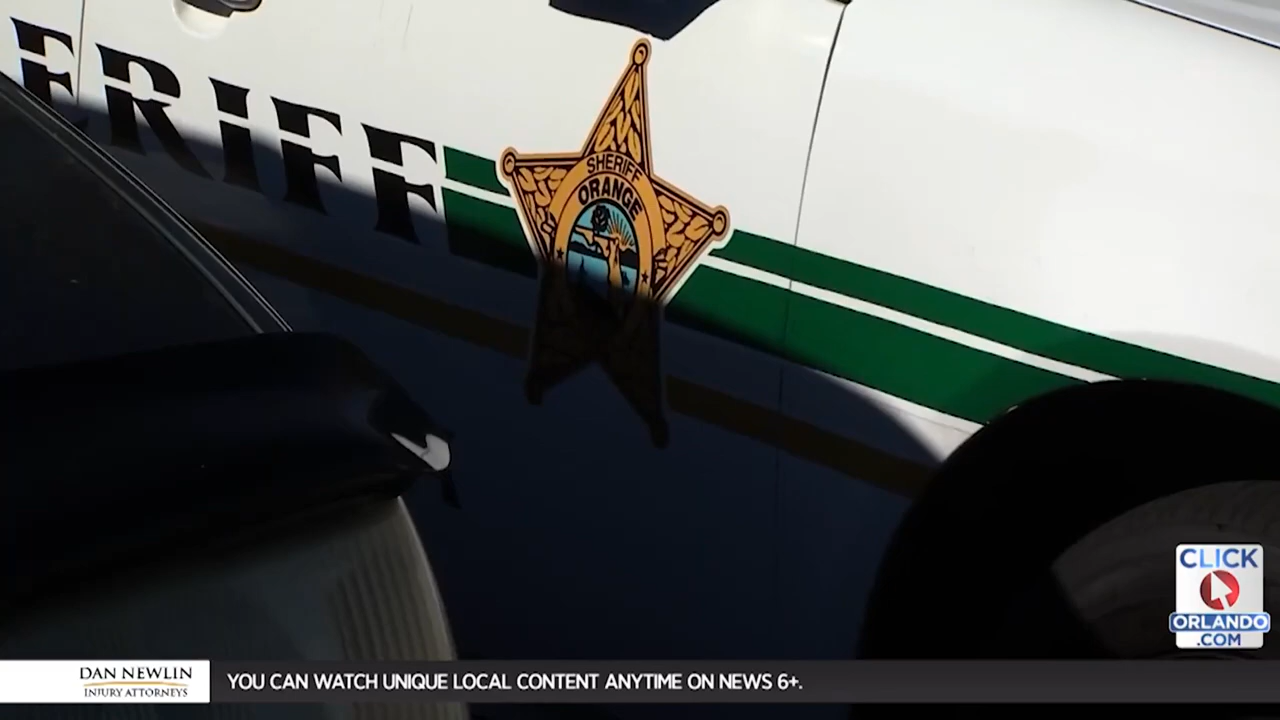 ERIFF
SHERIFF
ORANGE
CLICK
ORLANDO
.COM
DAN NEWLIN
INJURY ATTORNEYS
YOU CAN WATCH UNIQUE LOCAL CONTENT ANYTIME ON NEWS 6+.